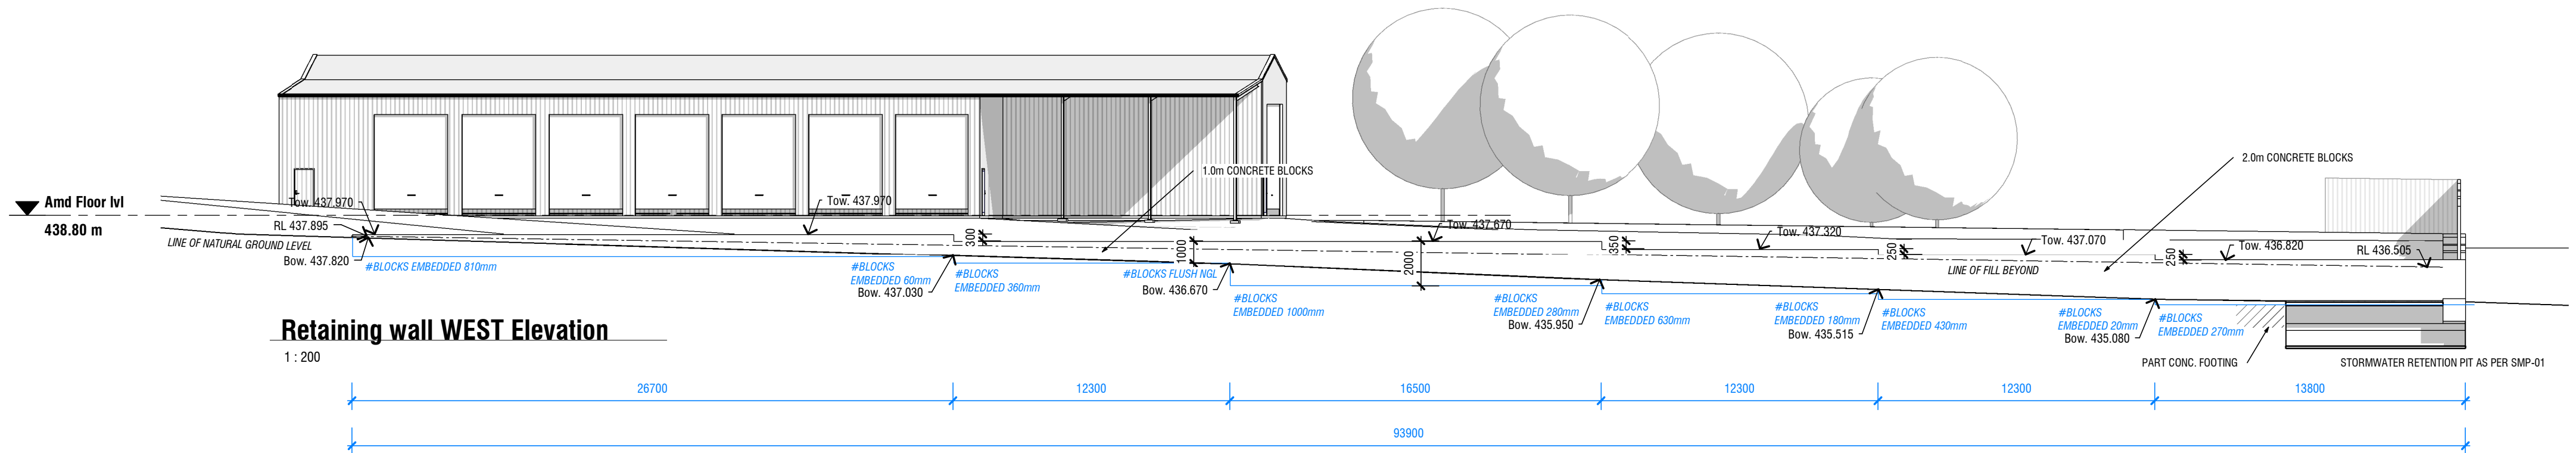 2.0m CONCRETE BLOCKS
1.0m CONCRETE BLOCKS
Amd Floor lvl
438.80 m
Tow. 437.970
Tow. 437.970
RL 437.895
LINE OF NATURAL GROUND LEVEL
Bow. 437.820
#BLOCKS EMBEDDED 810mm
300
1000
2000
Tow. 437.670
350
Tow. 437.320
250
Tow. 437.070
250
Tow. 436.820
RL 436.505
LINE OF FILL BEYOND
#BLOCKS
EMBEDDED 60mm
Bow. 437.030
#BLOCKS
EMBEDDED 360mm
#BLOCKS FLUSH NGL
Bow. 436.670
#BLOCKS
EMBEDDED 1000mm
#BLOCKS
EMBEDDED 280mm
Bow. 435.950
#BLOCKS
EMBEDDED 630mm
#BLOCKS
EMBEDDED 180mm
Bow. 435.515
#BLOCKS
EMBEDDED 430mm
#BLOCKS
EMBEDDED 20mm
Bow. 435.080
#BLOCKS
EMBEDDED 270mm
PART CONC. FOOTING
STORMWATER RETENTION PIT AS PER SMP-01
Retaining wall WEST Elevation
1 : 200
26700
12300
16500
12300
12300
13800
93900